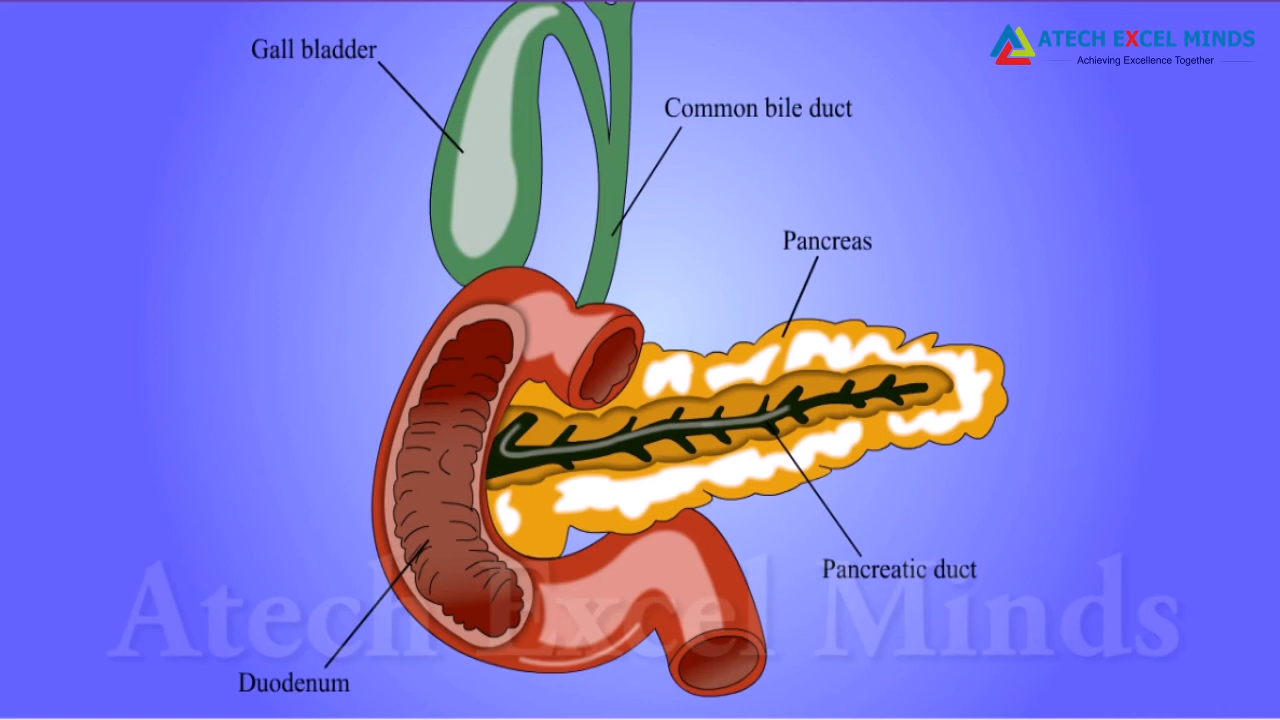 ATECH EXCEL MINDS
Achieving Excellence Together
Gall bladder
Common bile duct
Pancreas
Pancreatic duct
Atech Excel Minds
Duodenum